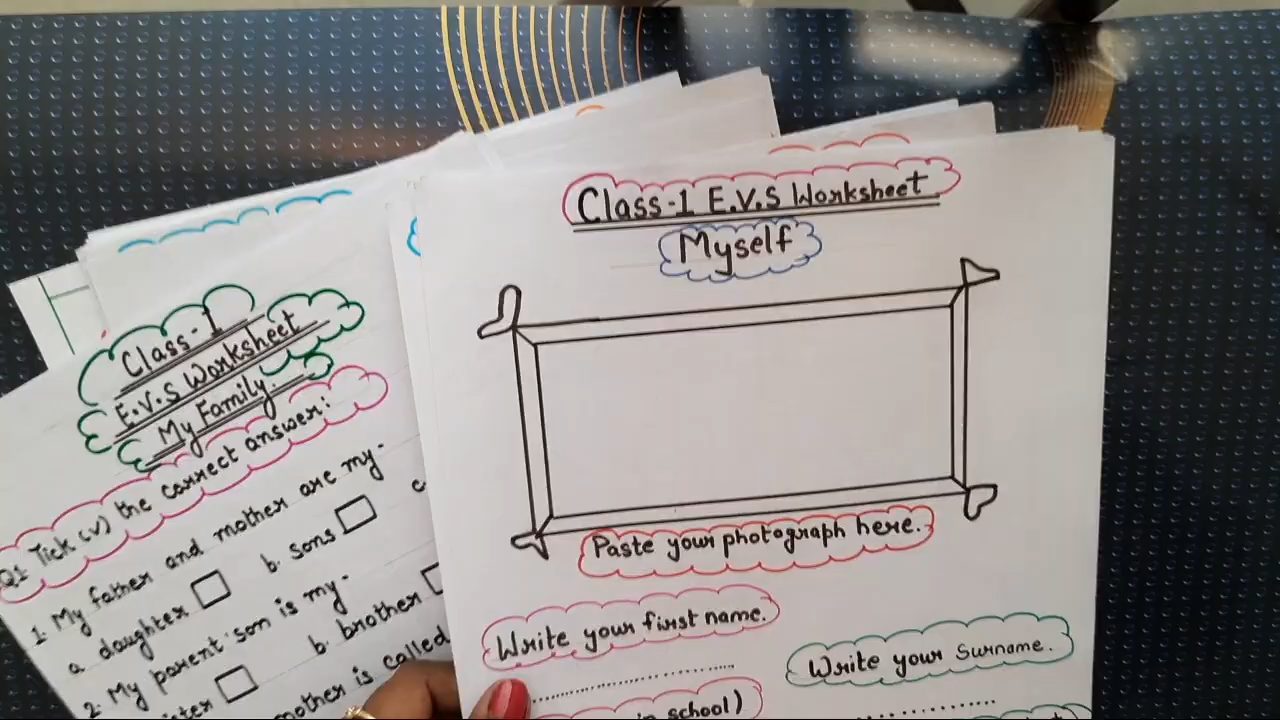 Class-1 E.V.S Worksheet
Myself
Paste your photograph here.
Write your first name.
Write your Surname.
in school)
Class-1
E.V.S Worksheet
My Family.
Q1 Tick (√) the correct answer:
1. My father and mother are my-
a daughter b. sons c.
2. My parent's son is my-
b. brother
mother is called